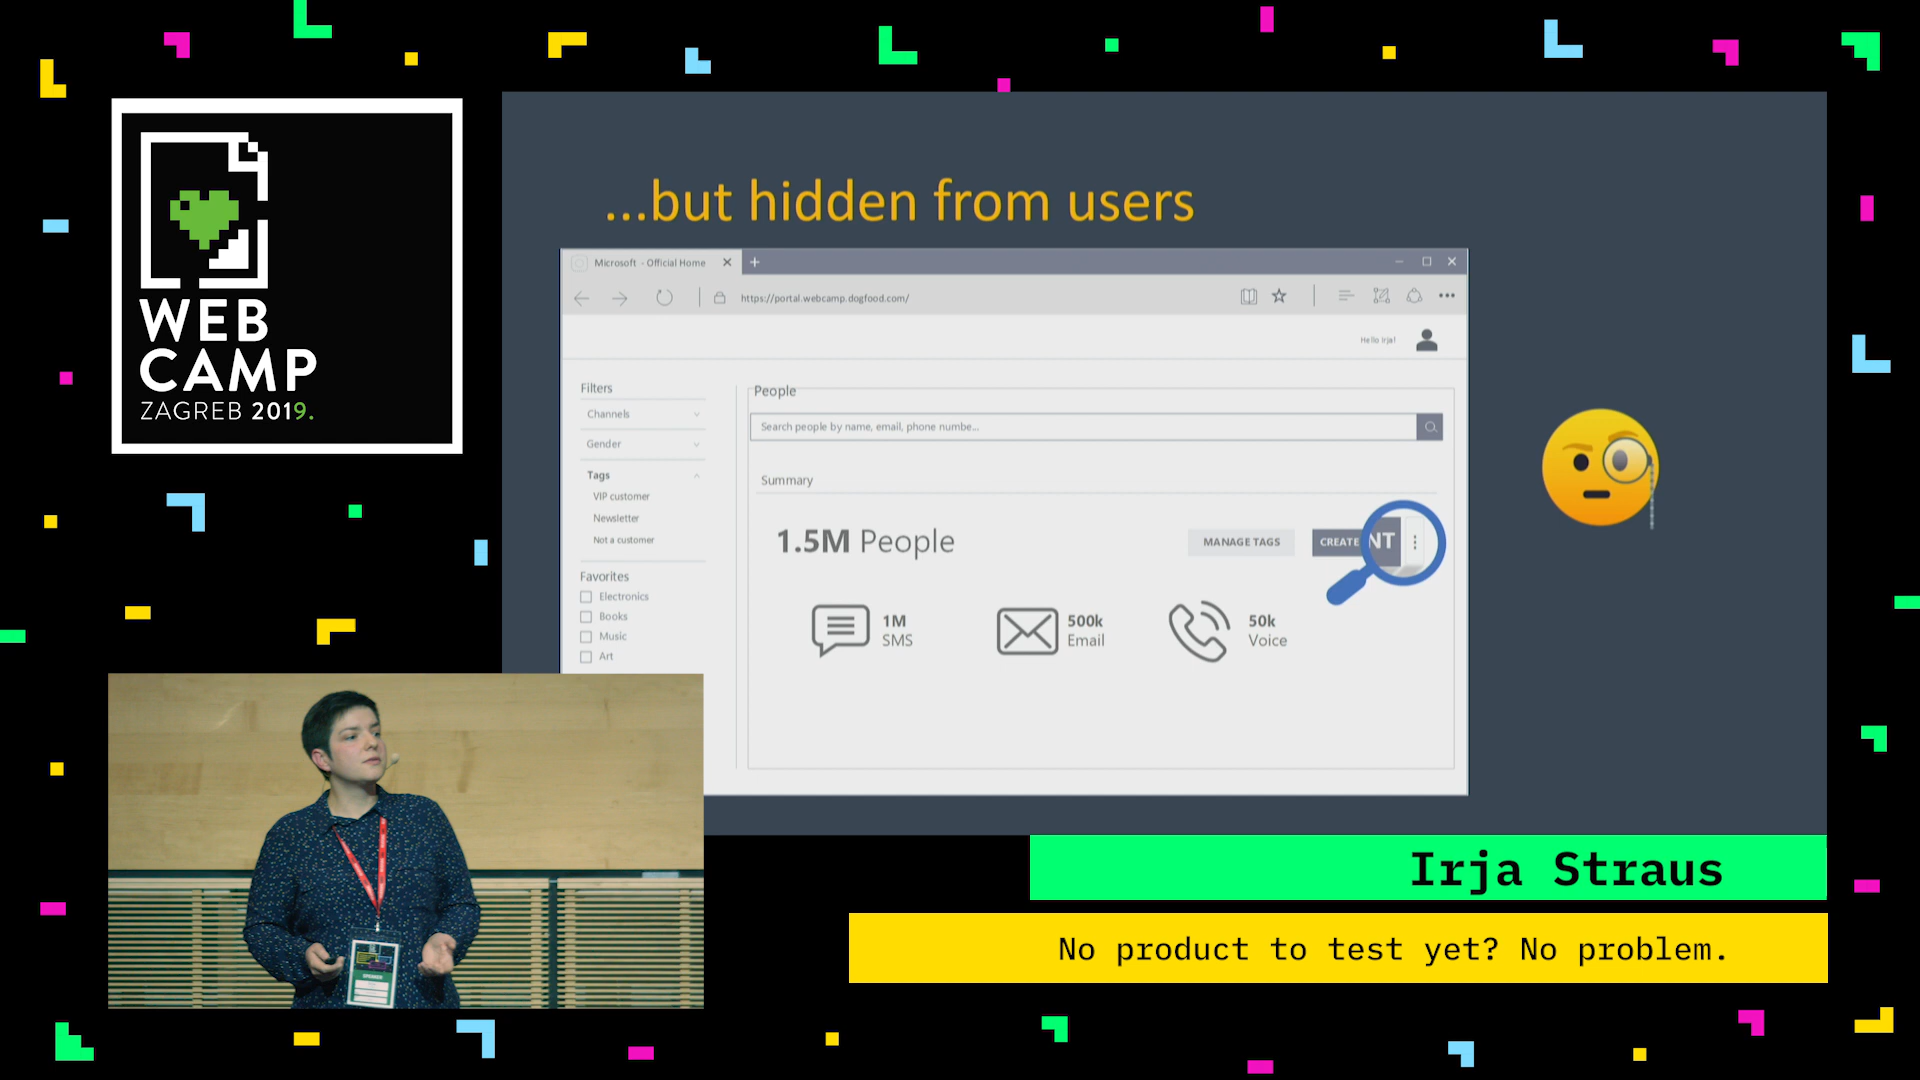 WEB
CAMP
ZAGREB 2019.
...but hidden from users
Microsoft - Official Home
https://portal.webcamp.dogfood.com/
Hello Irja!
Filters
Channels
Gender
Tags
VIP customer
Newsletter
Not a customer
Favorites
Electronics
Books
Music
Art
People
Search people by name, email, phone numbe...
Summary
1.5M People
MANAGE TAGS
CREATE NT
1M
SMS
500k
Email
50k
Voice
SPEAKER
Irja Straus
No product to test yet? No problem.